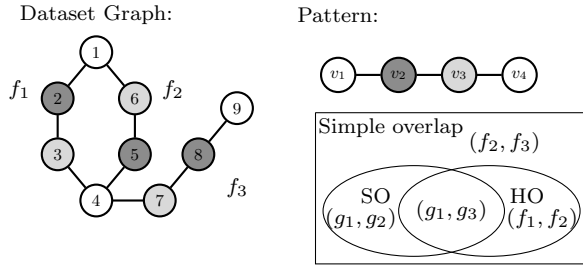 Dataset Graph:
1
f₁ 2 6 f₂
3 5
4 7
8 9
f₃
Pattern:
v₁ v₂ v₃ v₄
Simple overlap
(f₂, f₃)
SO HO
(g₁, g₂) (g₁, g₃) (f₁, f₂)